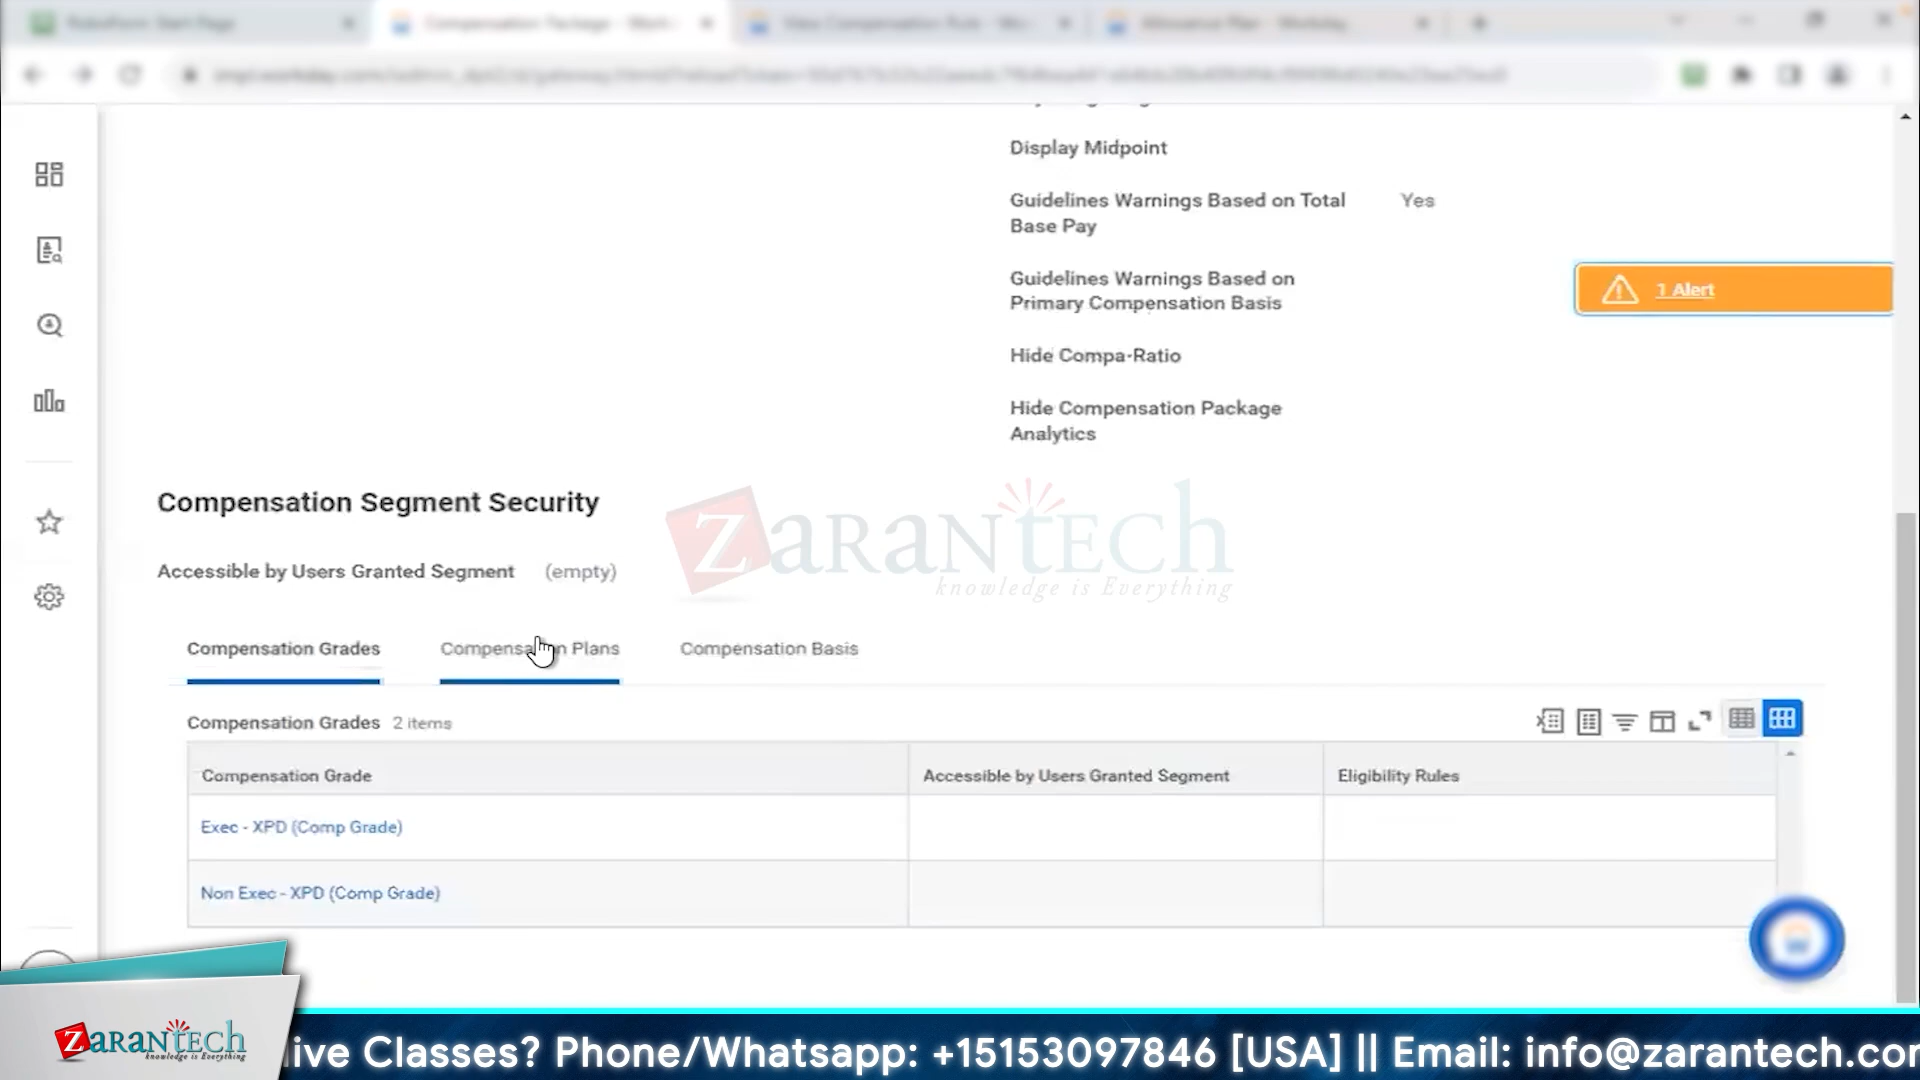 Display Midpoint
Guidelines Warnings Based on Total Yes
Base Pay
Guidelines Warnings Based on
Primary Compensation Basis
1 Alert
Hide Compa-Ratio
Hide Compensation Package
Analytics
Compensation Segment Security
ZaranTech
knowledge is Everything
Accessible by Users Granted Segment (empty)
Compensation Grades Compensation Plans Compensation Basis
Compensation Grades 2 items
Compensation Grade Accessible by Users Granted Segment Eligibility Rules
Exec - XPD (Comp Grade)
Non Exec - XPD (Comp Grade)
ZaranTech
knowledge is Everything
ive Classes? Phone/Whatsapp: +15153097846 [USA] || Email: info@zarantech.com